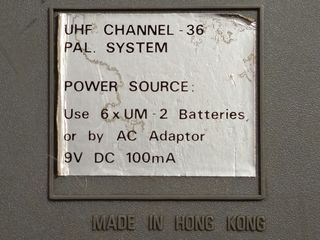 UHF CHANNEL - 36
PAL. SYSTEM
POWER SOURCE:
Use 6 x UM - 2 Batteries,
or by AC Adaptor
9V DC 100mA
MADE IN HONG KONG